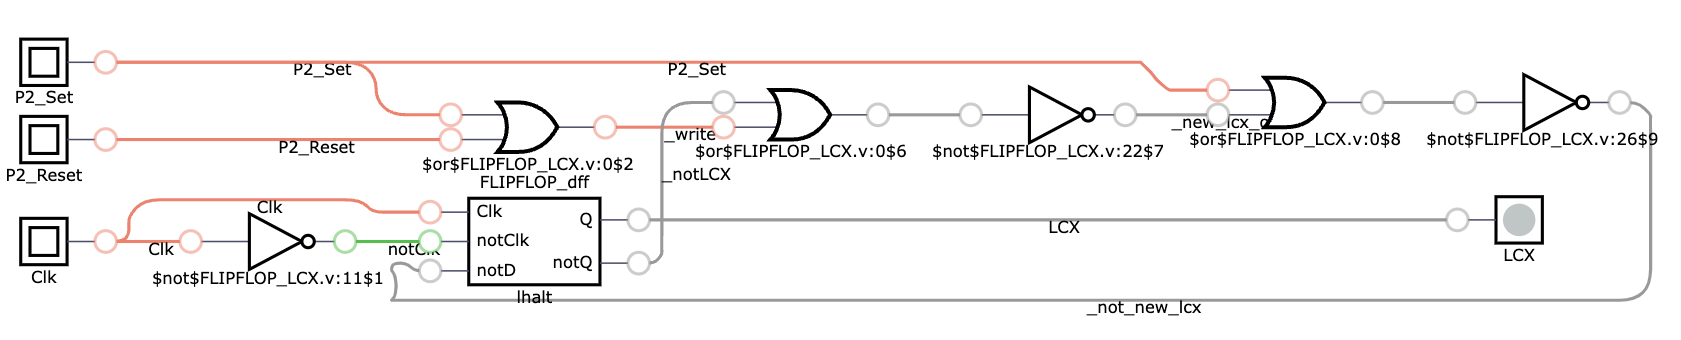 P2_Set
P2_Set
P2_Set
P2_Reset
P2_Reset
_write
$or$FLIPFLOP_LCX.v:0$2
$or$FLIPFLOP_LCX.v:0$6
$not$FLIPFLOP_LCX.v:22$7
$or$FLIPFLOP_LCX.v:0$8
$not$FLIPFLOP_LCX.v:26$9
_notLCX
FLIPFLOP_dff
Clk
Clk
notClk
notD
Q
notQ
lhalt
Clk
Clk
notClk
$not$FLIPFLOP_LCX.v:11$1
LCX
LCX
_not_new_lcx